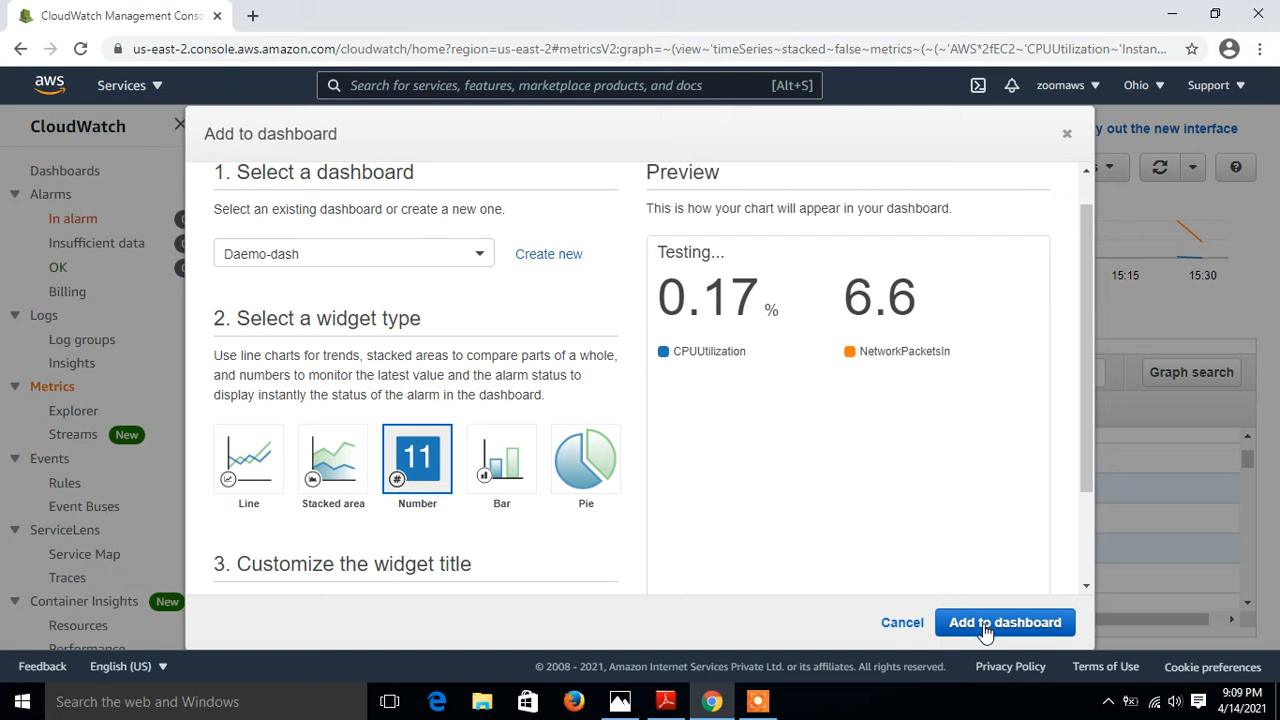 CloudWatch Management Conso
us-east-2.console.aws.amazon.com/cloudwatch/home?region=us-east-2#metricsV2:graph=~(view~'timeSeries~stacked~false~metrics~(~(~'AWS*2fEC2~'CPUUtilization~'Instan...
aws
Services
Search for services, features, marketplace products, and docs
[Alt+S]
zoomaws
Ohio
Support
CloudWatch
Dashboards
Alarms
In alarm
Insufficient data
OK
Billing
Logs
Log groups
Insights
Metrics
Explorer
Streams New
Events
Rules
Event Buses
ServiceLens
Service Map
Traces
Container Insights New
Resources
Performance
Add to dashboard
1. Select a dashboard
Select an existing dashboard or create a new one.
Daemo-dash
Create new
2. Select a widget type
Use line charts for trends, stacked areas to compare parts of a whole,
and numbers to monitor the latest value and the alarm status to
display instantly the status of the alarm in the dashboard.
11
#
Line
Stacked area
Number
Bar
Pie
3. Customize the widget title
Preview
This is how your chart will appear in your dashboard.
Testing...
0.17 %
6.6
CPUUtilization
NetworkPacketsIn
Cancel
Add to dashboard
y out the new interface
15:15
15:30
Graph search
Feedback
English (US)
© 2008 - 2021, Amazon Internet Services Private Ltd. or its affiliates. All rights reserved.
Privacy Policy
Terms of Use
Cookie preferences
Search the web and Windows
9:09 PM
4/14/2021